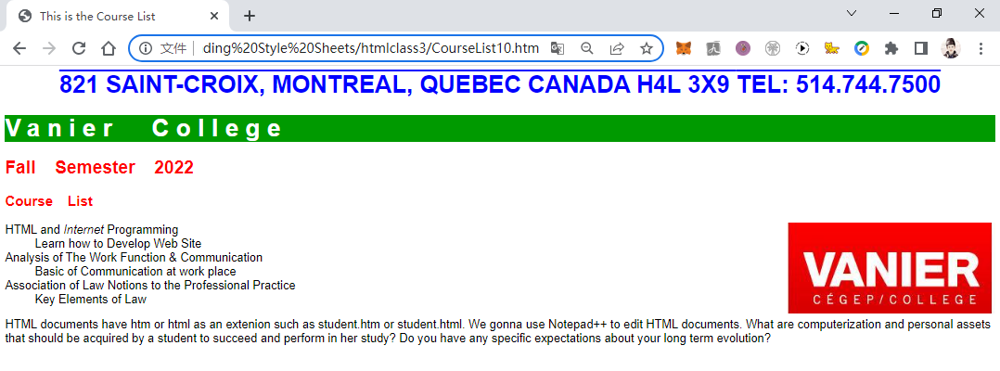 This is the Course List
文件 ding%20Style%20Sheets/htmlclass3/CourseList10.htm
821 SAINT-CROIX, MONTREAL, QUEBEC CANADA H4L 3X9 TEL: 514.744.7500
Vanier College
Fall Semester 2022
Course List
HTML and Internet Programming
Learn how to Develop Web Site
Analysis of The Work Function & Communication
Basic of Communication at work place
Association of Law Notions to the Professional Practice
Key Elements of Law
VANIER
CÉGEP/COLLEGE
HTML documents have htm or html as an extenion such as student.htm or student.html. We gonna use Notepad++ to edit HTML documents. What are computerization and personal assets
that should be acquired by a student to succeed and perform in her study? Do you have any specific expectations about your long term evolution?